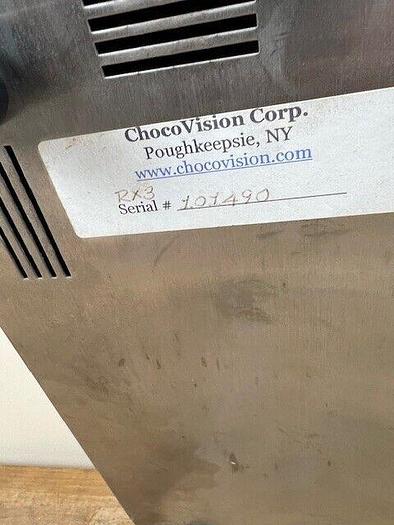 ChocoVision Corp.
Poughkeepsie, NY
www.chocovision.com
RX3
Serial # 101490